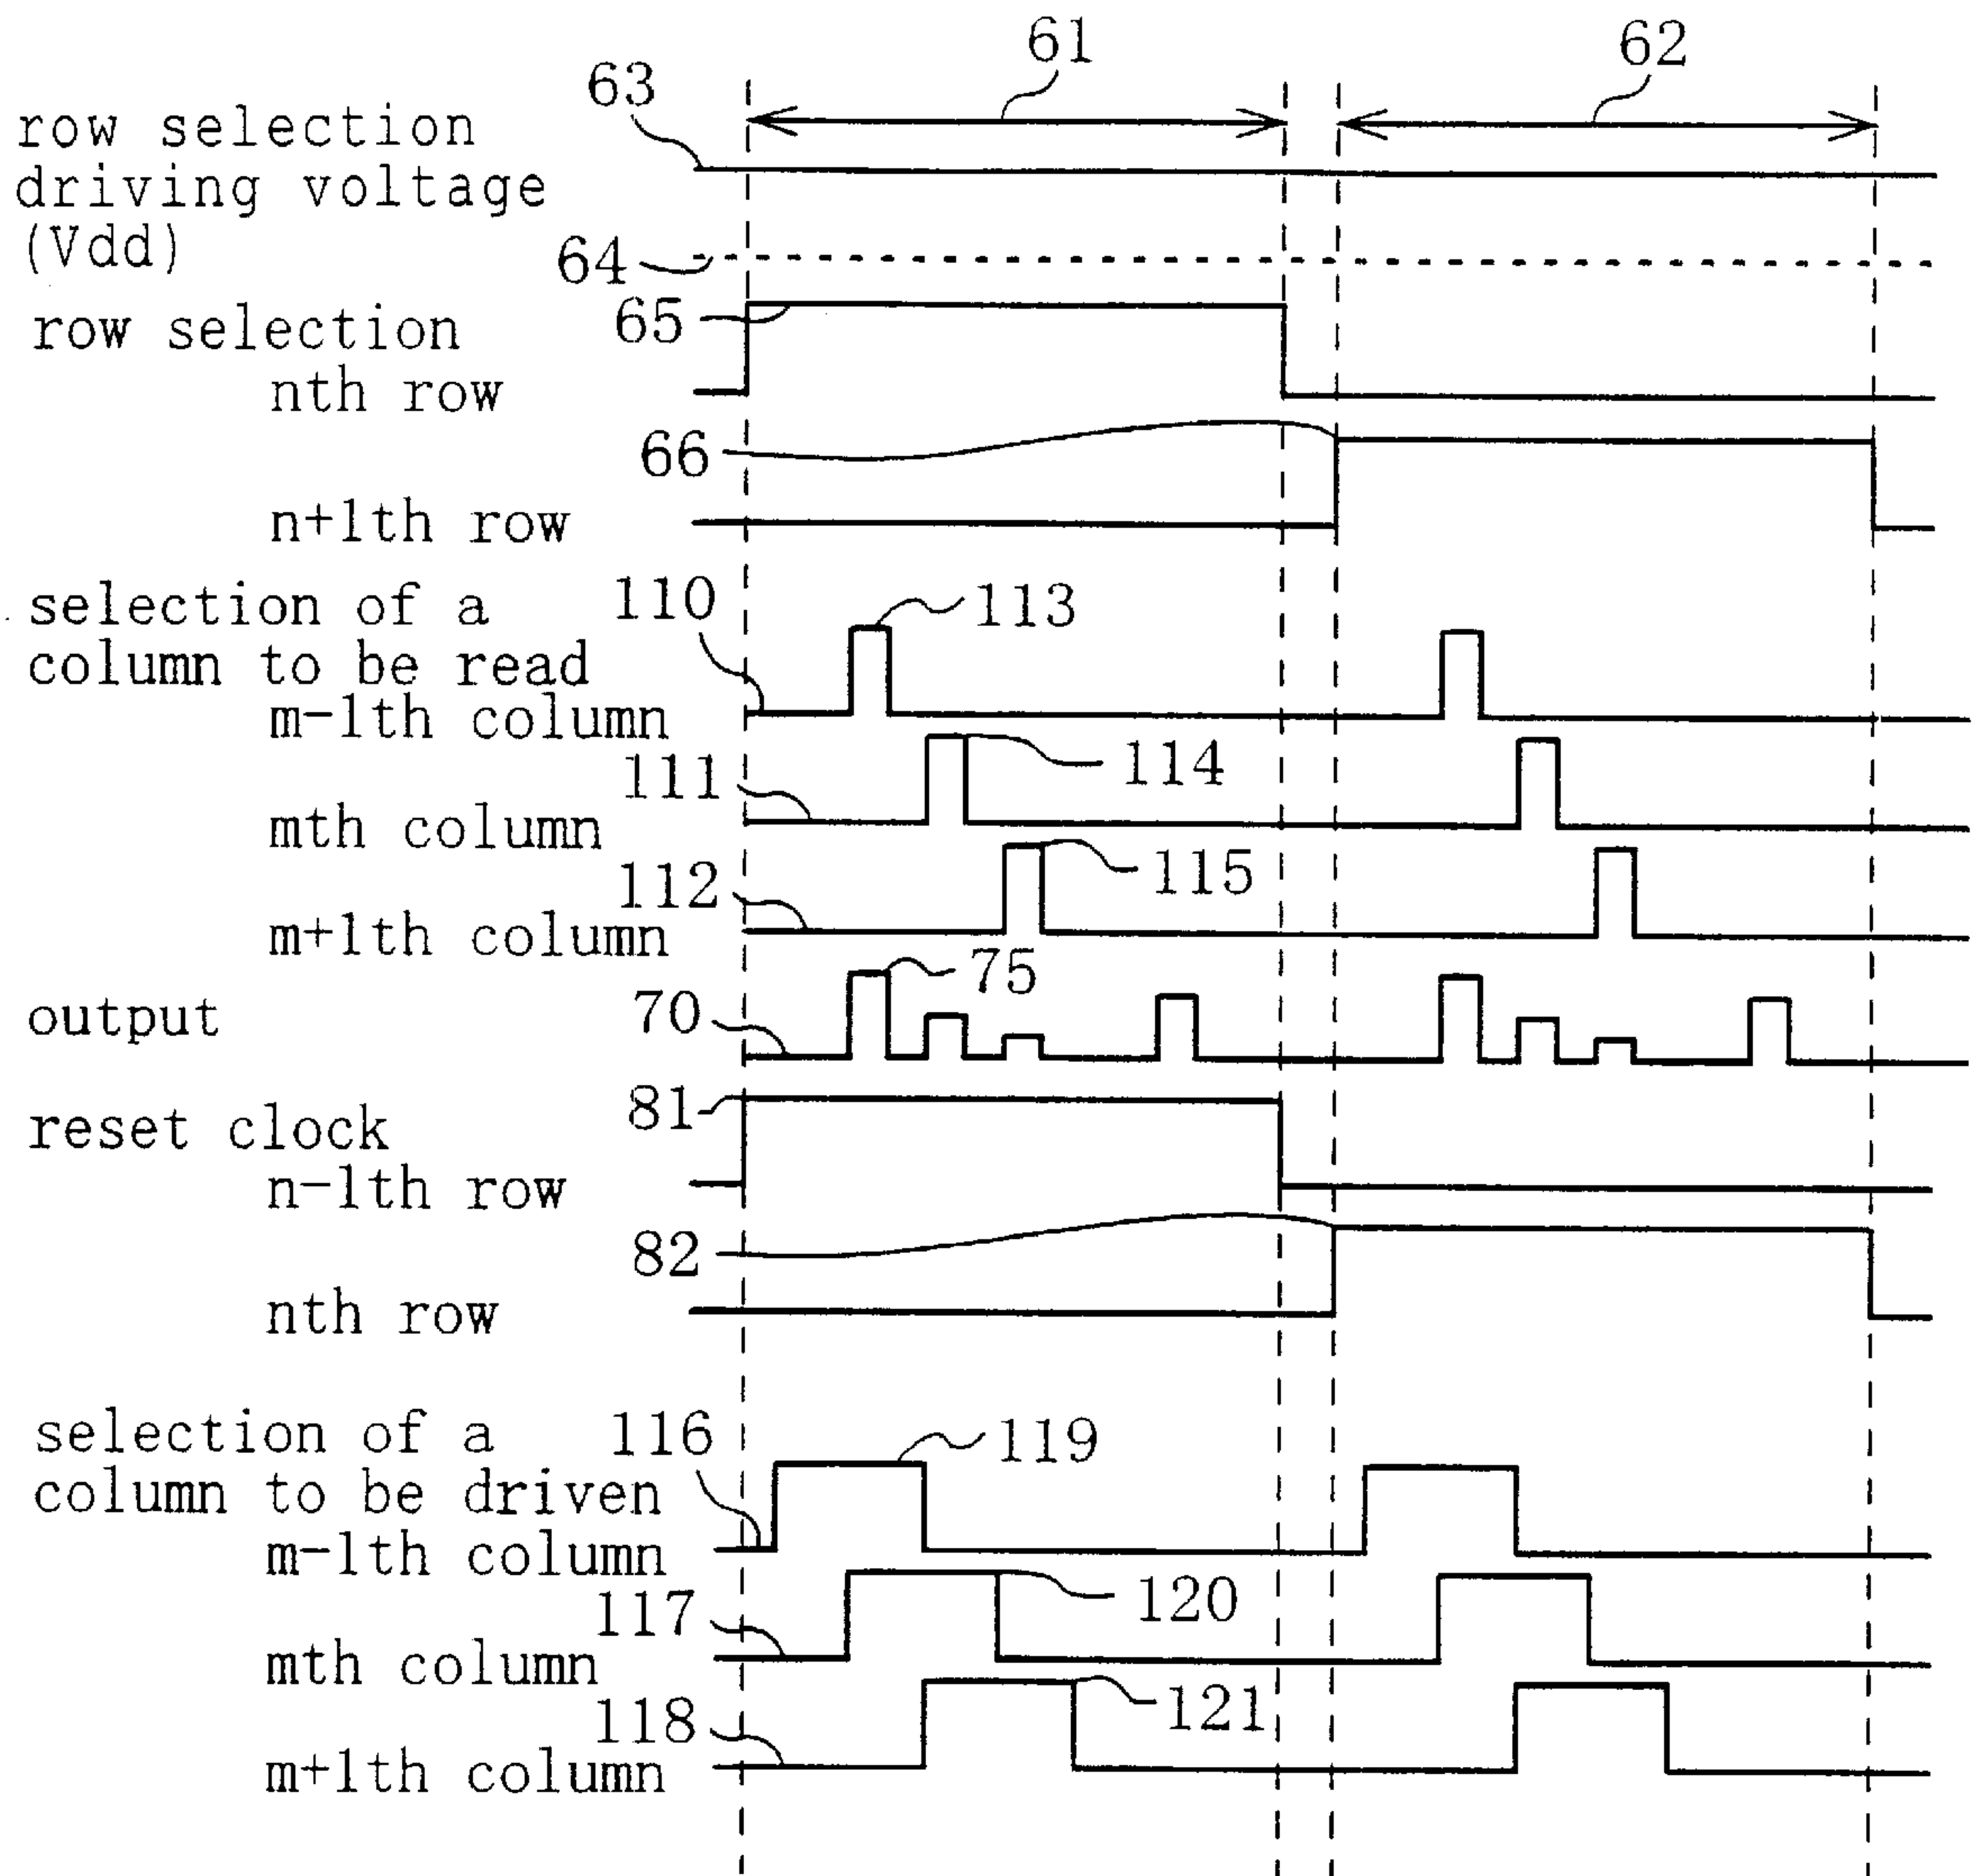 61
62
63
row selection
driving voltage
(Vdd)
64
row selection
65
nth row
66
n+1th row
selection of a
110
113
column to be read
m-1th column
114
111
mth column
115
112
m+1th column
75
output
70
81
reset clock
n-1th row
82
nth row
selection of a
116
119
column to be driven
m-1th column
120
117
mth column
121
118
m+1th column